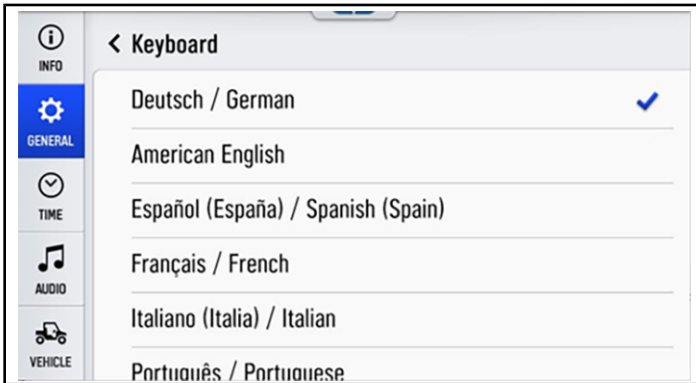 INFO
< Keyboard
Deutsch / German
GENERAL
American English
TIME
Español (España) / Spanish (Spain)
AUDIO
Français / French
Italiano (Italia) / Italian
VEHICLE
Português / Portuguese